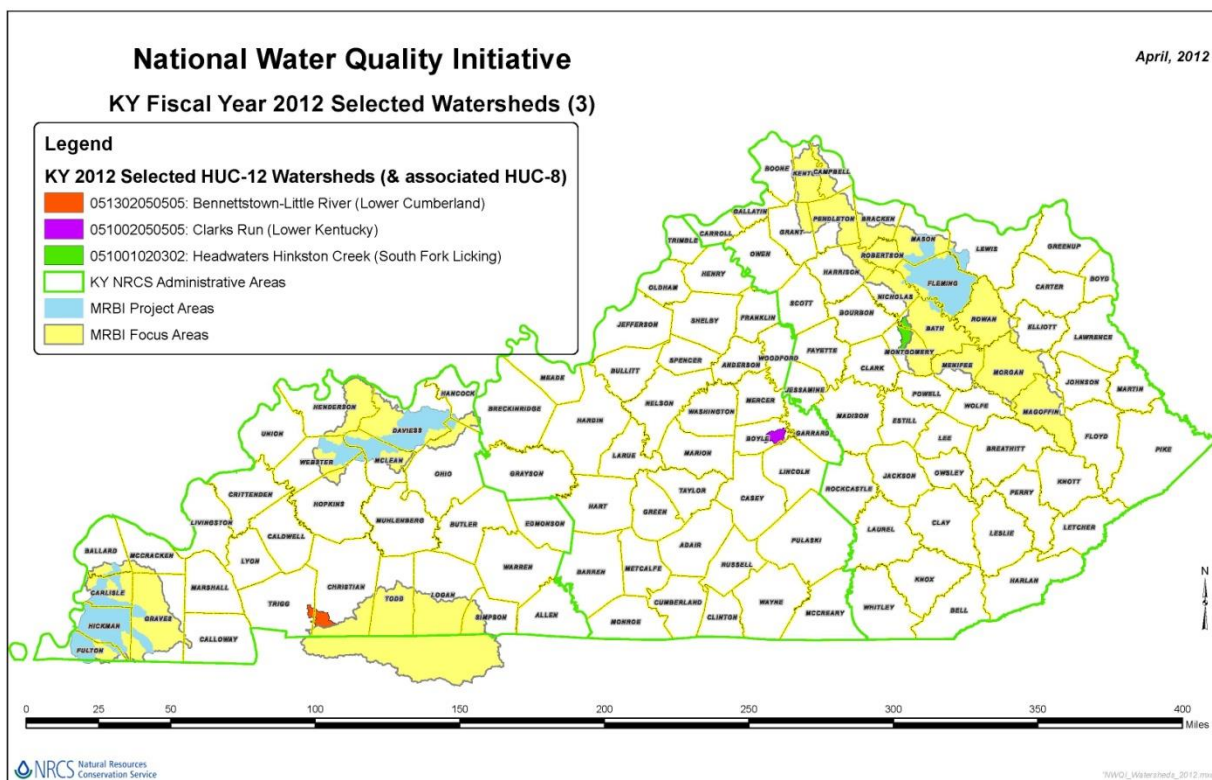 National Water Quality Initiative
April, 2012
KY Fiscal Year 2012 Selected Watersheds (3)
Legend
KY 2012 Selected HUC-12 Watersheds (& associated HUC-8)
051302050505: Bennettstown-Little River (Lower Cumberland)
051002050505: Clarks Run (Lower Kentucky)
051001020302: Headwaters Hinkston Creek (South Fork Licking)
KY NRCS Administrative Areas
MRBI Project Areas
MRBI Focus Areas
BOONE
CAMPBELL
GALLATIN
PENDLETON
BRACKEN
CARROLL
GRANT
MASON
LEWIS
GREENUP
TRIMBLE
OWEN
ROBERTSON
BOYD
HENRY
HARRISON
FLEMING
CARTER
OLDHAM
NICHOLAS
SCOTT
BOURBON
ROWAN
ELLIOTT
LAWRENCE
JEFFERSON
SHELBY
FRANKLIN
BATH
FAYETTE
MONTGOMERY
SPENCER
ANDERSON
WOODFORD
CLARK
MENIFEE
MORGAN
JOHNSON
MARTIN
MEADE
BULLITT
JESSAMINE
POWELL
HANCOCK
BRECKINRIDGE
NELSON
MERCER
MADISON
WOLFE
MAGOFFIN
HENDERSON
HARDIN
WASHINGTON
ESTILL
UNION
DAVIESS
BOYLE
GARRARD
LEE
BREATHITT
FLOYD
PIKE
WEBSTER
MCLEAN
OHIO
GRAYSON
LARUE
MARION
LINCOLN
ROCKCASTLE
JACKSON
OWSLEY
KNOTT
CRITTENDEN
HOPKINS
MUHLENBERG
BUTLER
EDMONSON
HART
TAYLOR
GREEN
CASEY
PERRY
LETCHER
LIVINGSTON
CALDWELL
LAUREL
CLAY
LESLIE
BALLARD
MCCRACKEN
LYON
WARREN
ADAIR
PULASKI
CARLISLE
MARSHALL
CHRISTIAN
BARREN
METCALFE
RUSSELL
KNOX
HARLAN
TRIGG
TODD
LOGAN
SIMPSON
ALLEN
CUMBERLAND
WAYNE
WHITLEY
BELL
HICKMAN
GRAVES
CALLOWAY
MONROE
CLINTON
MCCREARY
FULTON
N
0 25 50 100 150 200 250 300 350 400
Miles
NRCS Natural Resources
Conservation Service